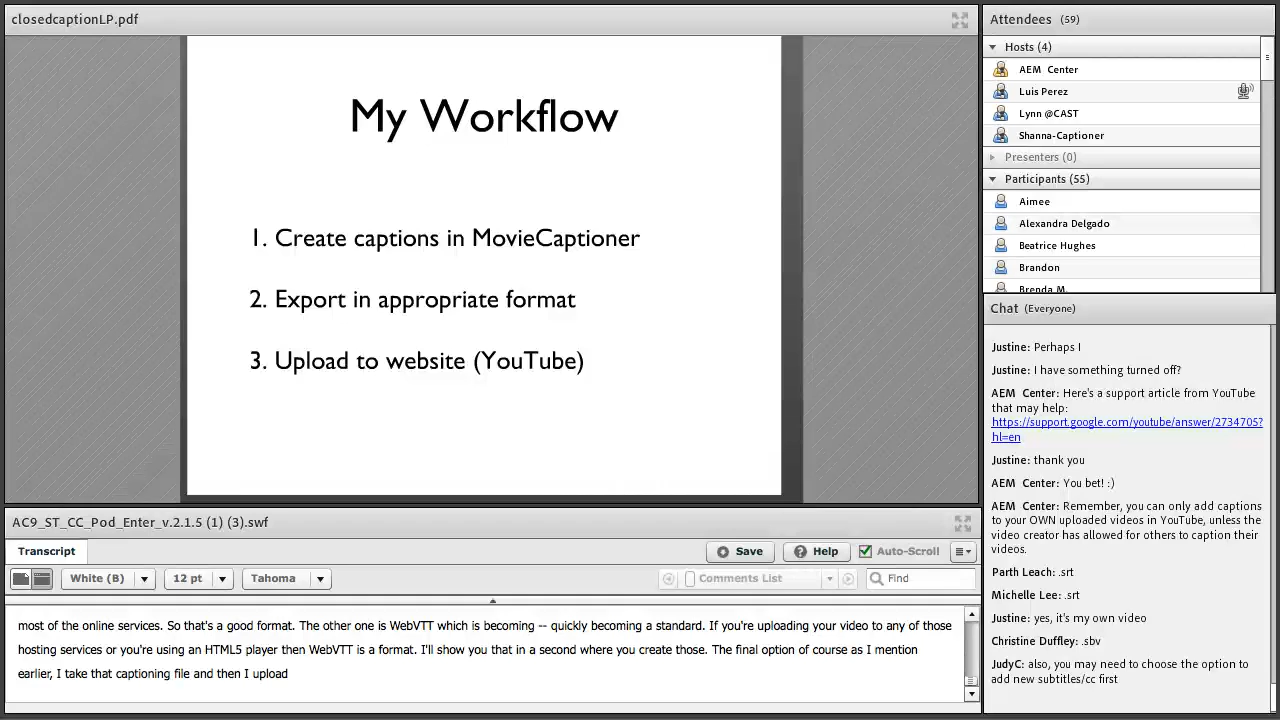 closedcaptionLP.pdf
My Workflow
1. Create captions in MovieCaptioner
2. Export in appropriate format
3. Upload to website (YouTube)
AC9_ST_CC_Pod_Enter_v.2.1.5 (1) (3).swf
Transcript
Save
Help
Auto-Scroll
White (B)
12 pt
Tahoma
Comments List
Find
most of the online services. So that's a good format. The other one is WebVTT which is becoming -- quickly becoming a standard. If you're uploading your video to any of those
hosting services or you're using an HTML5 player then WebVTT is a format. I'll show you that in a second where you create those. The final option of course as I mention
earlier, I take that captioning file and then I upload
Attendees (59)
Hosts (4)
AEM Center
Luis Perez
Lynn @CAST
Shanna-Captioner
Presenters (0)
Participants (55)
Aimee
Alexandra Delgado
Beatrice Hughes
Brandon
Brenda M.
Chat (Everyone)
Justine: Perhaps I
Justine: I have something turned off?
AEM Center: Here's a support article from YouTube
that may help:
https://support.google.com/youtube/answer/2734705?
hl=en
Justine: thank you
AEM Center: You bet! :)
AEM Center: Remember, you can only add captions
to your OWN uploaded videos in YouTube, unless the
video creator has allowed for others to caption their
videos.
Parth Leach: .srt
Michelle Lee: .srt
Justine: yes, it's my own video
Christine Duffley: .sbv
JudyC: also, you may need to choose the option to
add new subtitles/cc first